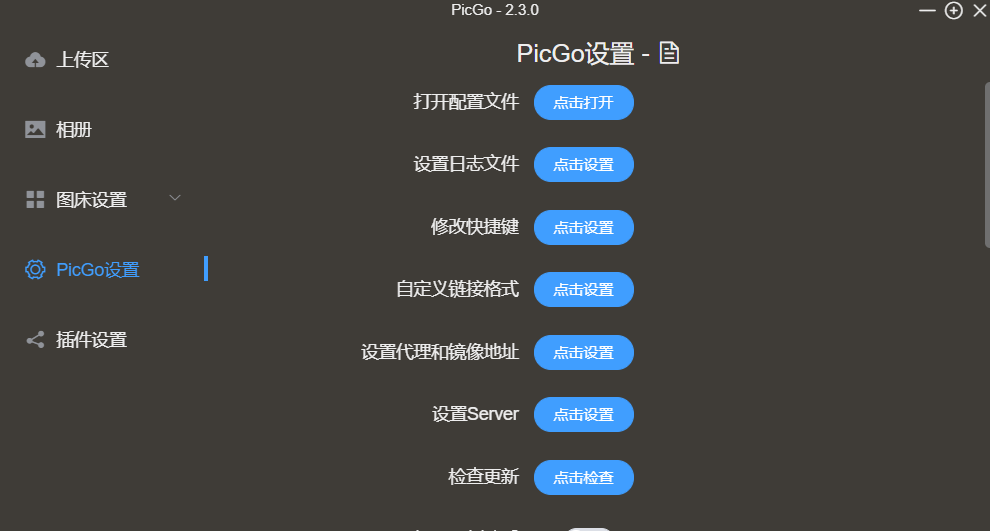 PicGo - 2.3.0
上传区
相册
图床设置
PicGo设置
插件设置
PicGo设置 -
打开配置文件 点击打开
设置日志文件 点击设置
修改快捷键 点击设置
自定义链接格式 点击设置
设置代理和镜像地址 点击设置
设置Server 点击设置
检查更新 点击检查